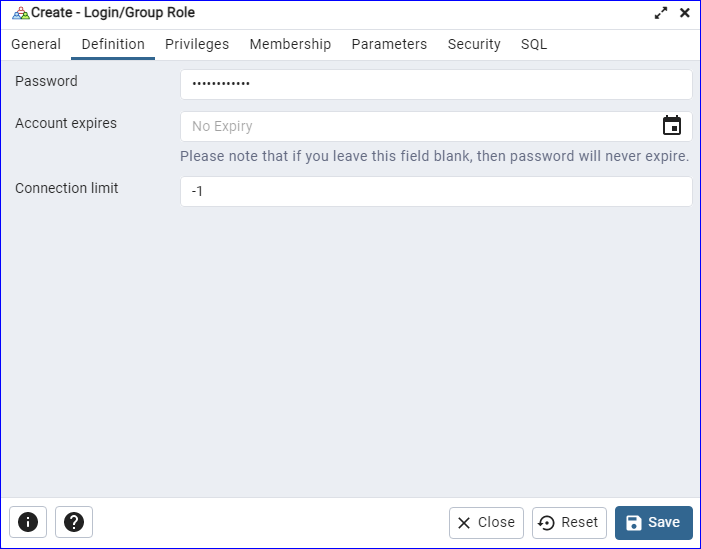 Create - Login/Group Role
General Definition Privileges Membership Parameters Security SQL
Password ••••••••••••
Account expires No Expiry
Please note that if you leave this field blank, then password will never expire.
Connection limit -1
Close Reset Save